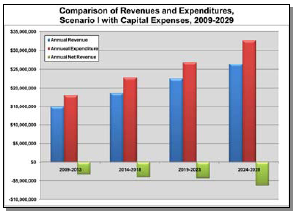 Comparison of Revenues and Expenditures,
Scenario I with Capital Expenses, 2009-2029
$35,000,000
$30,000,000
$25,000,000
$20,000,000
$15,000,000
$10,000,000
$5,000,000
$0
-$5,000,000
-$10,000,000
Annual Revenue
Annual Expenditure
Annual Net Revenue
2009-2013
2014-2018
2019-2023
2024-2029